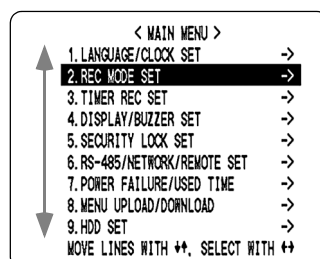 < MAIN MENU >
1. LANGUAGE/CLOCK SET ->
2. REC MODE SET ->
3. TIMER REC SET ->
4. DISPLAY/BUZZER SET ->
5. SECURITY LOCK SET ->
6. RS-485/NETWORK/REMOTE SET ->
7. POWER FAILURE/USED TIME ->
8. MENU UPLOAD/DOWNLOAD ->
9. HDD SET ->
MOVE LINES WITH ↓↑, SELECT WITH ←→